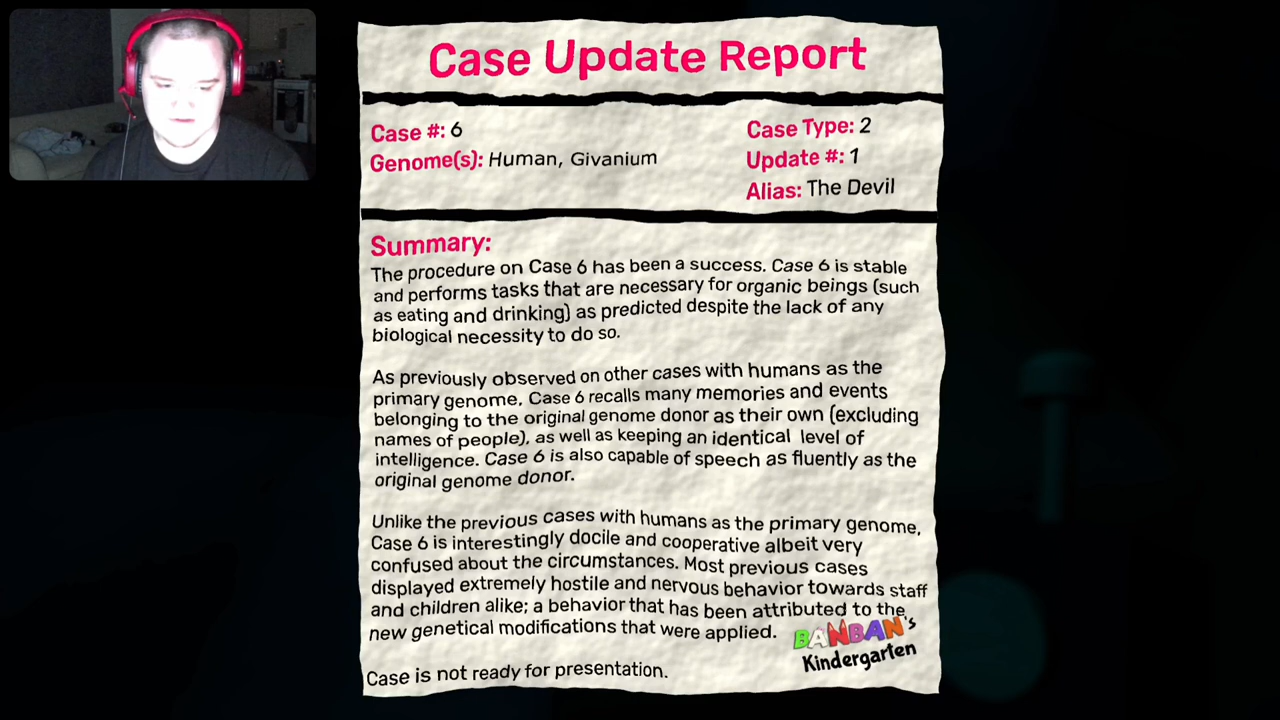 Case Update Report
Case #: 6
Case Type: 2
Genome(s): Human, Givanium
Update #: 1
Alias: The Devil
Summary:
The procedure on Case 6 has been a success. Case 6 is stable
and performs tasks that are necessary for organic beings (such
as eating and drinking) as predicted despite the lack of any
biological necessity to do so.
As previously observed on other cases with humans as the
primary genome, Case 6 recalls many memories and events
belonging to the original genome donor as their own (excluding
names of people), as well as keeping an identical level of
intelligence. Case 6 is also capable of speech as fluently as the
original genome donor.
Unlike the previous cases with humans as the primary genome,
Case 6 is interestingly docile and cooperative albeit very
confused about the circumstances. Most previous cases
displayed extremely hostile and nervous behavior towards staff
and children alike; a behavior that has been attributed to the
new genetical modifications that were applied.
BANBAN's
Kindergarten
Case is not ready for presentation.